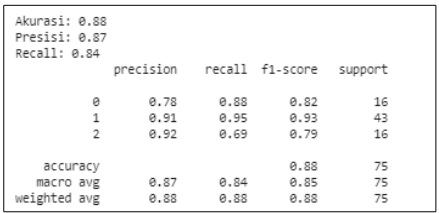 Akurasi: 0.88
Presisi: 0.87
Recall: 0.84
precision recall f1-score support
0 0.78 0.88 0.82 16
1 0.91 0.95 0.93 43
2 0.92 0.69 0.79 16
accuracy 0.88 75
macro avg 0.87 0.84 0.85 75
weighted avg 0.88 0.88 0.88 75